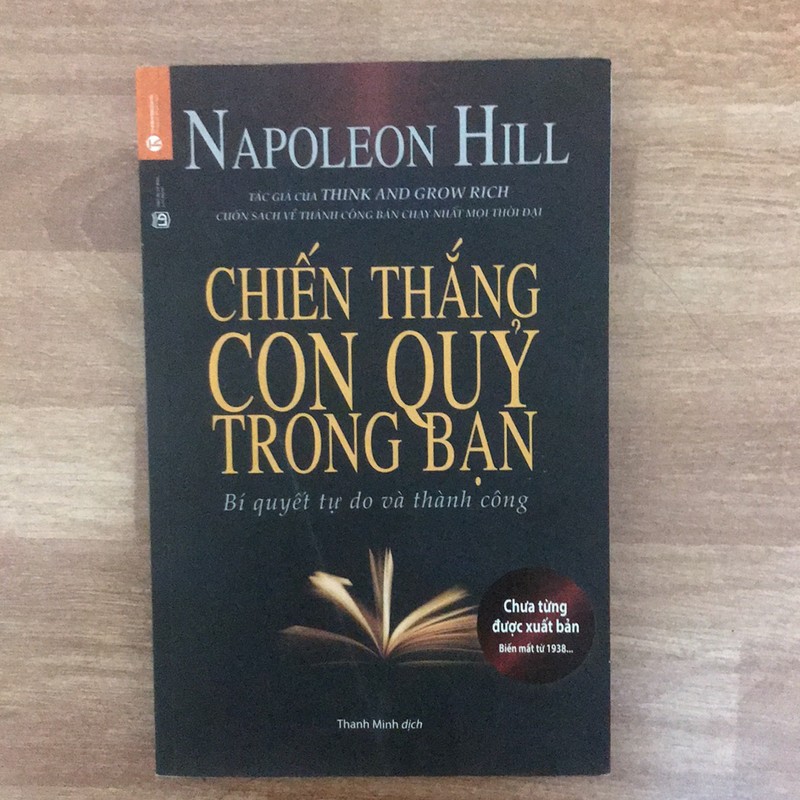 NAPOLEON HILL
TÁC GIẢ CỦA THINK AND GROW RICH
CUỐN SÁCH VỀ THÀNH CÔNG BÁN CHẠY NHẤT MỌI THỜI ĐẠI
CHIẾN THẮNG
CON QUỶ
TRONG BẠN
Bí quyết tự do và thành công
Chưa từng
được xuất bản
Biến mất từ 1938...
Thanh Minh dịch